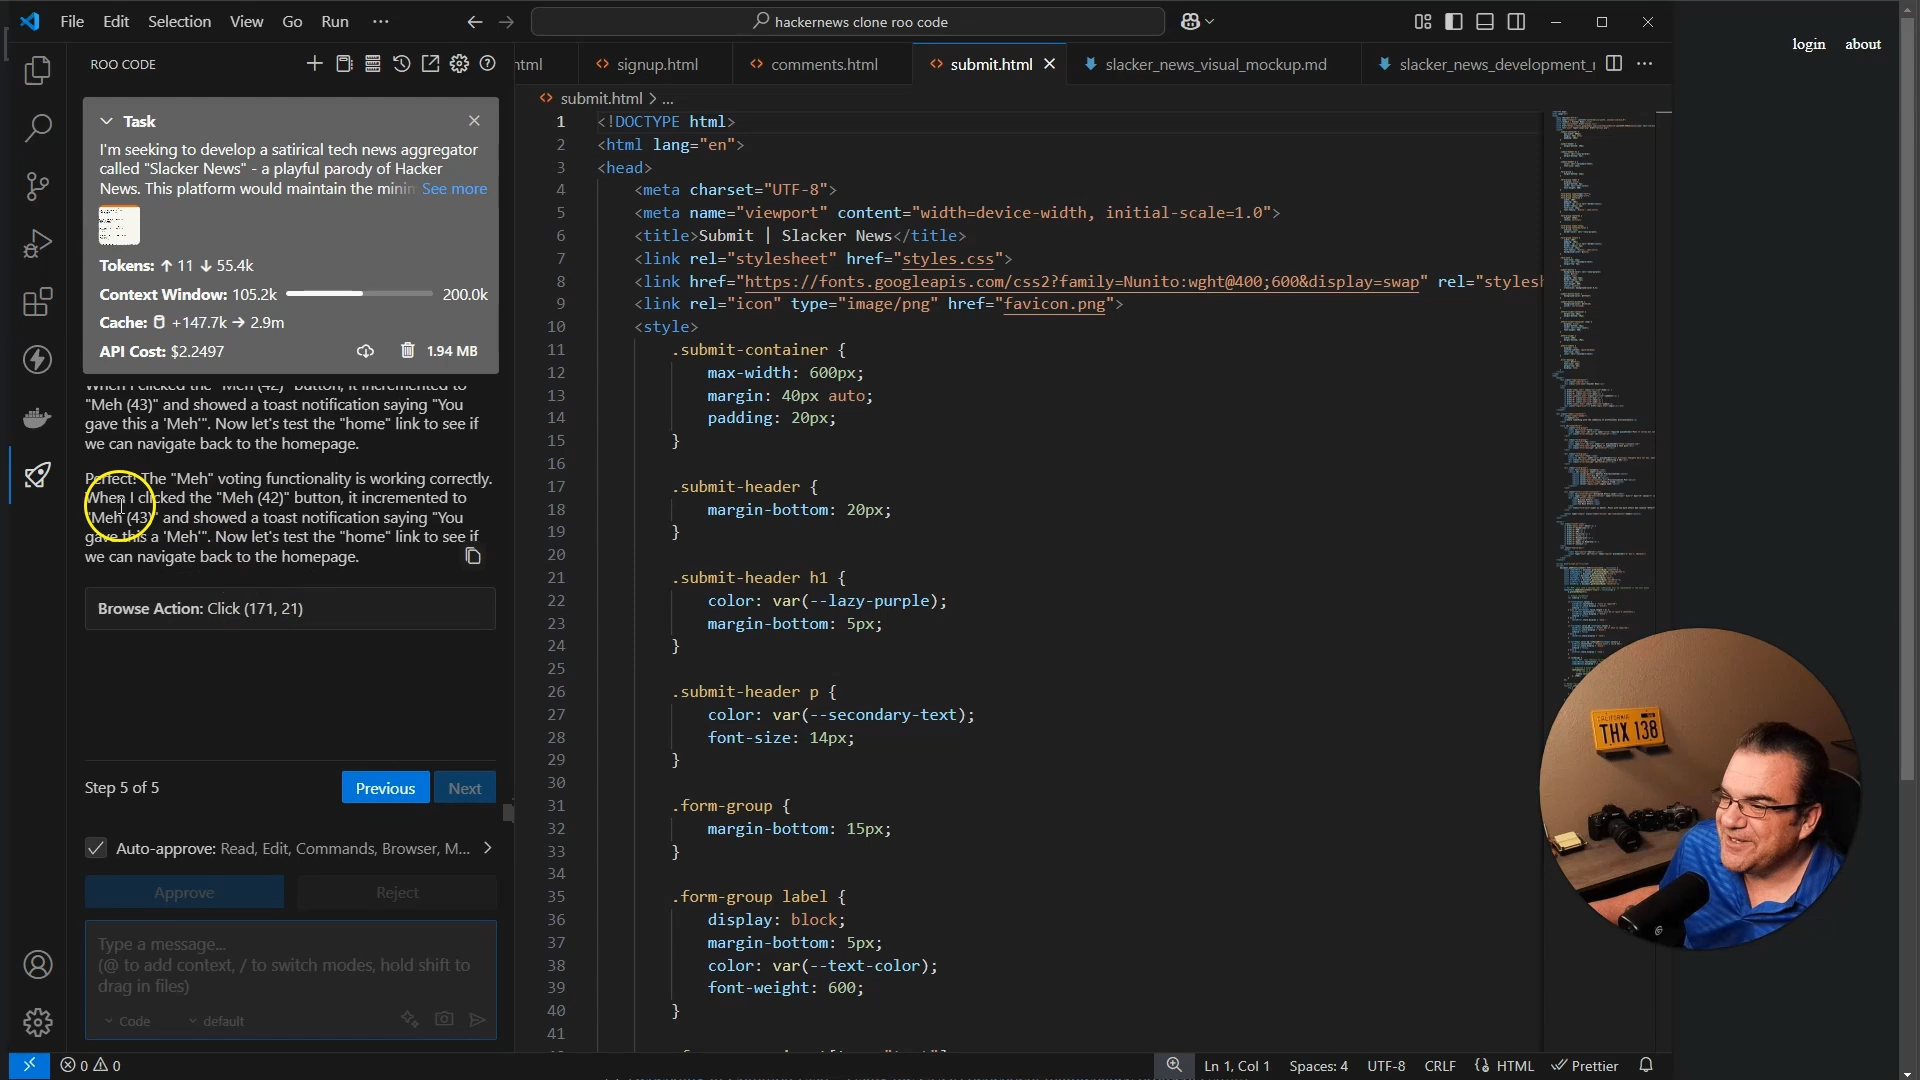 File Edit Selection View Go Run ...
hackernews clone roo code
login about
ROO CODE
html signup.html comments.html submit.html slacker_news_visual_mockup.md slacker_news_development_
submit.html > ...
Task
I'm seeking to develop a satirical tech news aggregator
called "Slacker News" - a playful parody of Hacker
News. This platform would maintain the minim See more
Tokens: ↑ 11 ↓ 55.4k
Context Window: 105.2k 200.0k
Cache: +147.7k → 2.9m
API Cost: $2.2497 1.94 MB
When I clicked the "Meh (42)" button, it incremented to
"Meh (43)" and showed a toast notification saying "You
gave this a 'Meh'". Now let's test the "home" link to see if
we can navigate back to the homepage.
Perfect! The "Meh" voting functionality is working correctly.
When I clicked the "Meh (42)" button, it incremented to
"Meh (43)" and showed a toast notification saying "You
gave this a 'Meh'". Now let's test the "home" link to see if
we can navigate back to the homepage.
Browse Action: Click (171, 21)
Step 5 of 5 Previous Next
Auto-approve: Read, Edit, Commands, Browser, M...
Approve Reject
Type a message...
(@ to add context, / to switch modes, hold shift to
drag in files)
Code default
1 <!DOCTYPE html>
2 <html lang="en">
3 <head>
4 <meta charset="UTF-8">
5 <meta name="viewport" content="width=device-width, initial-scale=1.0">
6 <title>Submit | Slacker News</title>
7 <link rel="stylesheet" href="styles.css">
8 <link href="https://fonts.googleapis.com/css2?family=Nunito:wght@400;600&display=swap" rel="stylesh
9 <link rel="icon" type="image/png" href="favicon.png">
10 <style>
11 .submit-container {
12 max-width: 600px;
13 margin: 40px auto;
14 padding: 20px;
15 }
16
17 .submit-header {
18 margin-bottom: 20px;
19 }
20
21 .submit-header h1 {
22 color: var(--lazy-purple);
23 margin-bottom: 5px;
24 }
25
26 .submit-header p {
27 color: var(--secondary-text);
28 font-size: 14px;
29 }
30
31 .form-group {
32 margin-bottom: 15px;
33 }
34
35 .form-group label {
36 display: block;
37 margin-bottom: 5px;
38 color: var(--text-color);
39 font-weight: 600;
40 }
41
CALIFORNIA
THX 138
0 0 Ln 1, Col 1 Spaces: 4 UTF-8 CRLF HTML Prettier